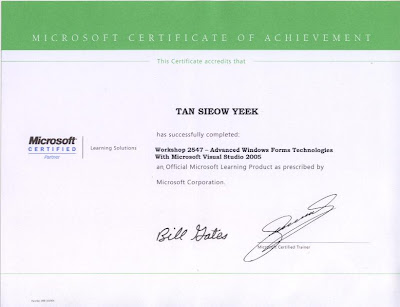 MICROSOFT CERTIFICATE OF ACHIEVEMENT
This Certificate accredits that
TAN SIEOW YEEK
has successfully completed:
Microsoft
CERTIFIED
Partner
Learning Solutions
Workshop 2547 – Advanced Windows Forms Technologies
With Microsoft Visual Studio 2005
an Official Microsoft Learning Product as prescribed by
Microsoft Corporation.
Bill Gates
Microsoft Certified Trainer